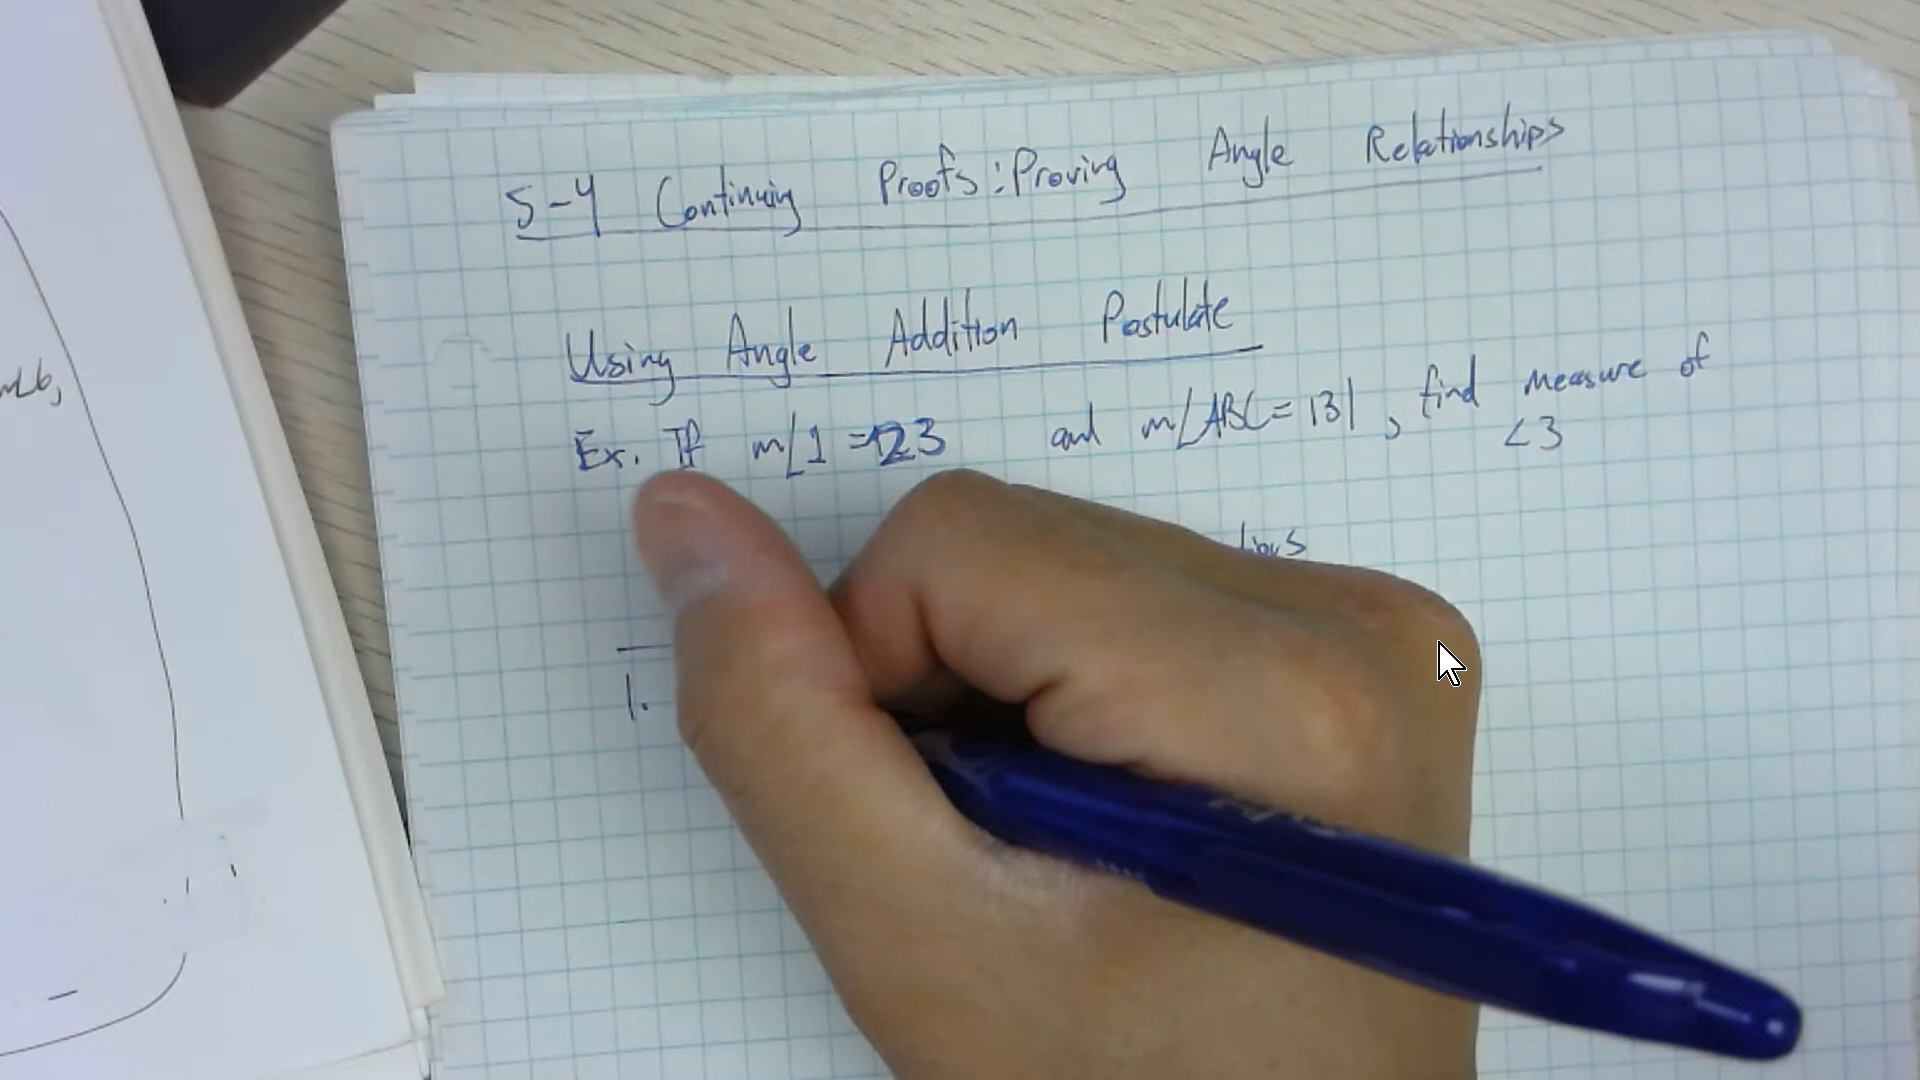 5-4 Continuing Proofs: Proving Angle Relationships
Using Angle Addition Postulate
Ex. If m∠1 = 23 and m∠ABC = 131, find measure of
∠3
1.